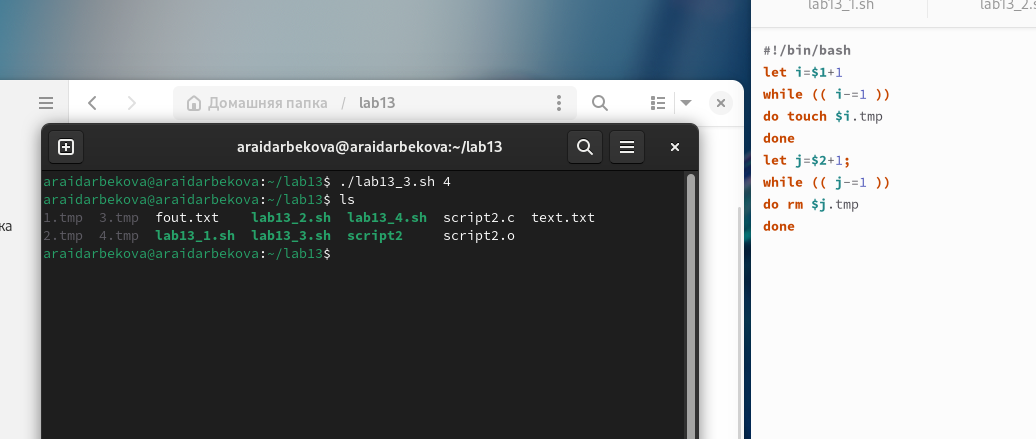 lab13_1.sh lab13_2.s
Домашняя папка / lab13
araidarbekova@araidarbekova:~/lab13
ка
araidarbekova@araidarbekova:~/lab13$ ./lab13_3.sh 4
araidarbekova@araidarbekova:~/lab13$ ls
1.tmp 3.tmp fout.txt lab13_2.sh lab13_4.sh script2.c text.txt
2.tmp 4.tmp lab13_1.sh lab13_3.sh script2 script2.o
araidarbekova@araidarbekova:~/lab13$
#!/bin/bash
let i=$1+1
while (( i-=1 ))
do touch $i.tmp
done
let j=$2+1;
while (( j-=1 ))
do rm $j.tmp
done